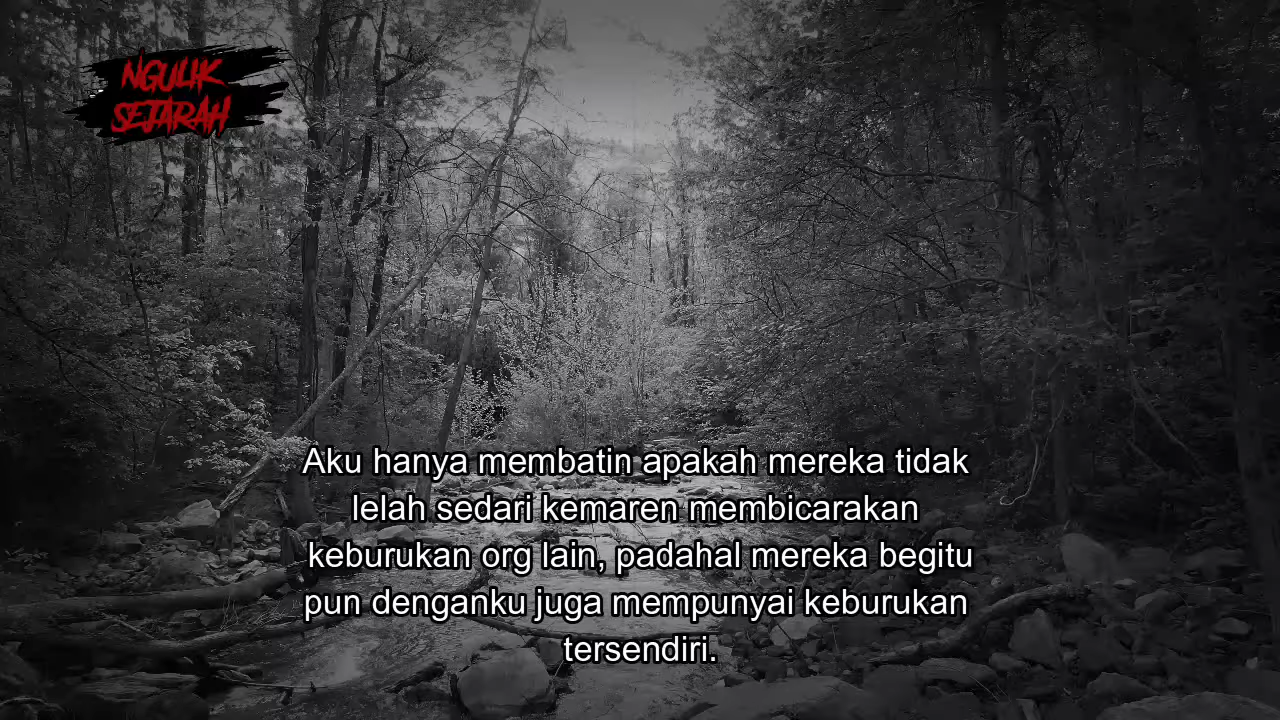 NGULIK
SEJARAH
Aku hanya membatin apakah mereka tidak
lelah sedari kemaren membicarakan
keburukan org lain, padahal mereka begitu
pun denganku juga mempunyai keburukan
tersendiri.